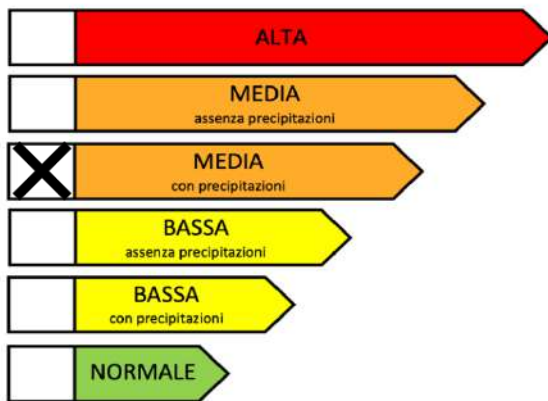 ALTA
MEDIA
assenza precipitazioni
MEDIA
con precipitazioni
BASSA
assenza precipitazioni
BASSA
con precipitazioni
NORMALE